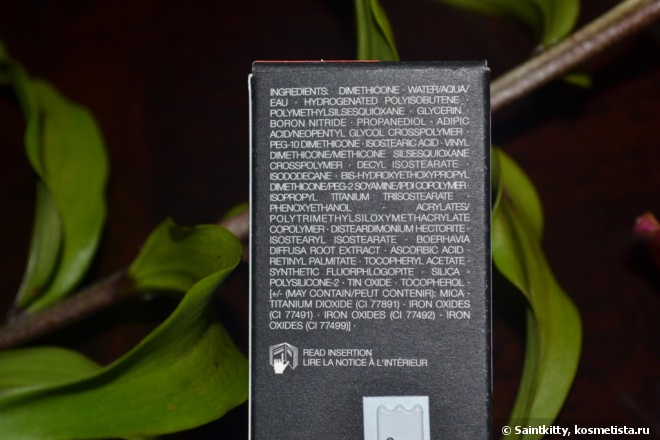 INGREDIENTS: DIMETHICONE · WATER/AQUA/
EAU · HYDROGENATED POLYISOBUTENE ·
POLYMETHYLSILSESQUIOXANE · GLYCERIN ·
BORON NITRIDE · PROPANEDIOL · ADIPIC
ACID/NEOPENTYL GLYCOL CROSSPOLYMER ·
PEG-10 DIMETHICONE · ISOSTEARIC ACID · VINYL
DIMETHICONE/METHICONE SILSESQUIOXANE
CROSSPOLYMER · DECYL ISOSTEARATE ·
ISODODECANE · BIS-HYDROXYETHOXYPROPYL
DIMETHICONE/PEG-2 SOYAMINE/IPDI COPOLYMER ·
ISOPROPYL TITANIUM TRIISOSTEARATE ·
PHENOXYETHANOL · ACRYLATES/
POLYTRIMETHYLSILOXYMETHACRYLATE
COPOLYMER · DISTEARDIMONIUM HECTORITE ·
ISOSTEARYL ISOSTEARATE · BOERHAVIA
DIFFUSA ROOT EXTRACT · ASCORBIC ACID ·
RETINYL PALMITATE · TOCOPHERYL ACETATE ·
SYNTHETIC FLUORPHLOGOPITE · SILICA ·
POLYSILICONE-2 · TIN OXIDE · TOCOPHEROL
[+/- (MAY CONTAIN/PEUT CONTENIR): MICA ·
TITANIUM DIOXIDE (CI 77891) · IRON OXIDES
(CI 77491) · IRON OXIDES (CI 77492) · IRON
OXIDES (CI 77499)] ·
READ INSERTION
LIRE LA NOTICE À L'INTÉRIEUR
© Saintkitty, kosmetista.ru